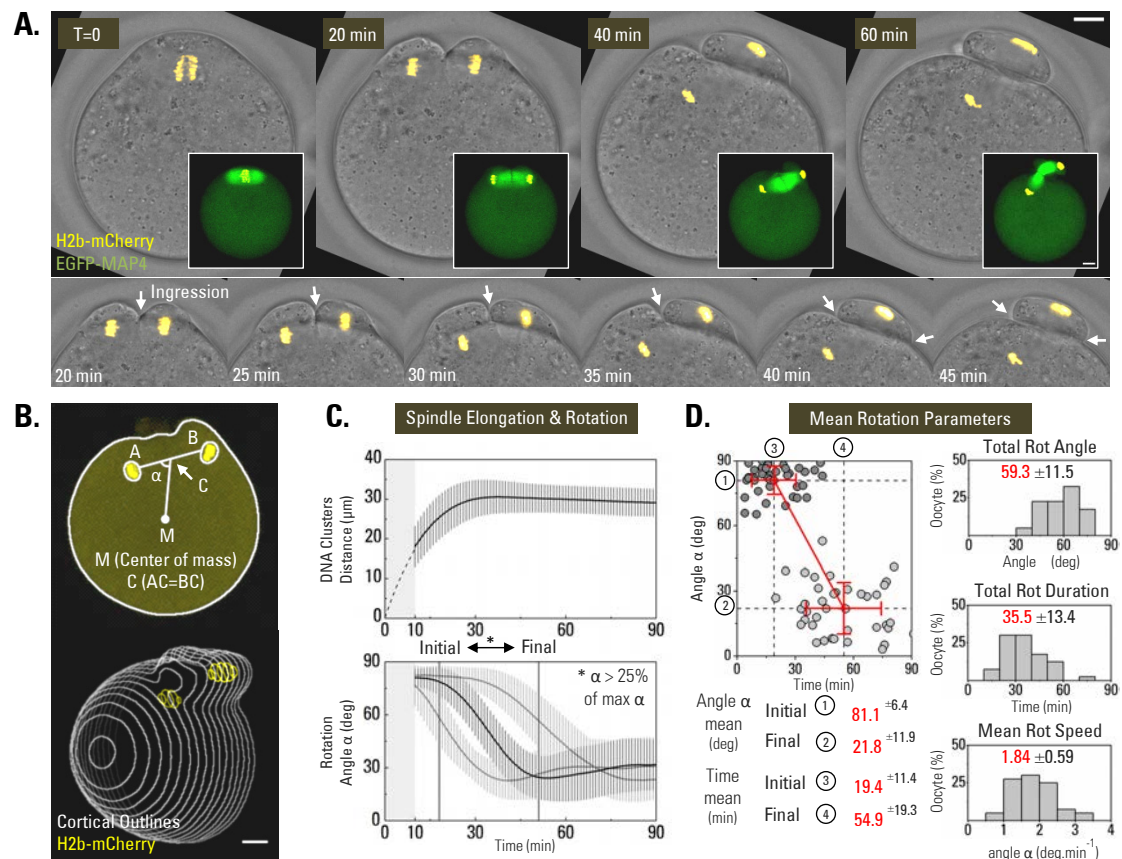 A.
T=0
20 min
40 min
60 min
H2b-mCherry
EGFP-MAP4
Ingression
20 min
25 min
30 min
35 min
40 min
45 min
B.
A
B
α
C
M
M (Center of mass)
C (AC=BC)
Cortical Outlines
H2b-mCherry
C.
Spindle Elongation & Rotation
DNA Clusters
Distance (µm)
40
30
20
10
0
0
10
30
60
90
Initial * Final
Rotation
Angle α (deg)
90
60
30
0
* α > 25%
of max α
0
10
30
60
90
Time (min)
D.
Mean Rotation Parameters
3
4
1
2
Angle α (deg)
90
60
30
0
0
30
60
90
Time (min)
Angle α
mean
(deg)
Initial 1 81.1 ±6.4
Final 2 21.8 ±11.9
Time
mean
(min)
Initial 3 19.4 ±11.4
Final 4 54.9 ±19.3
Total Rot Angle
59.3 ±11.5
Oocyte (%)
50
25
0
30
60
90
Angle (deg)
Total Rot Duration
35.5 ±13.4
Oocyte (%)
50
25
0
30
60
90
Time (min)
Mean Rot Speed
1.84 ±0.59
Oocyte (%)
50
25
0
1
2
3
4
angle α (deg.min⁻¹)